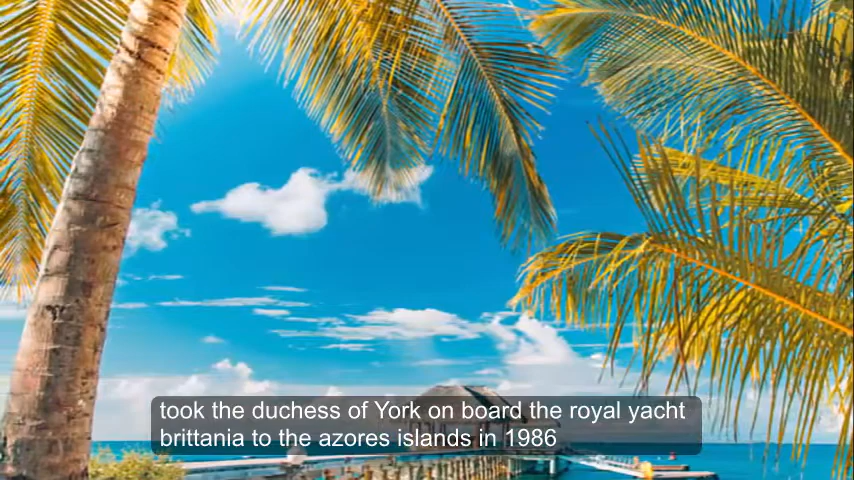 took the duchess of York on board the royal yacht
brittania to the azores islands in 1986